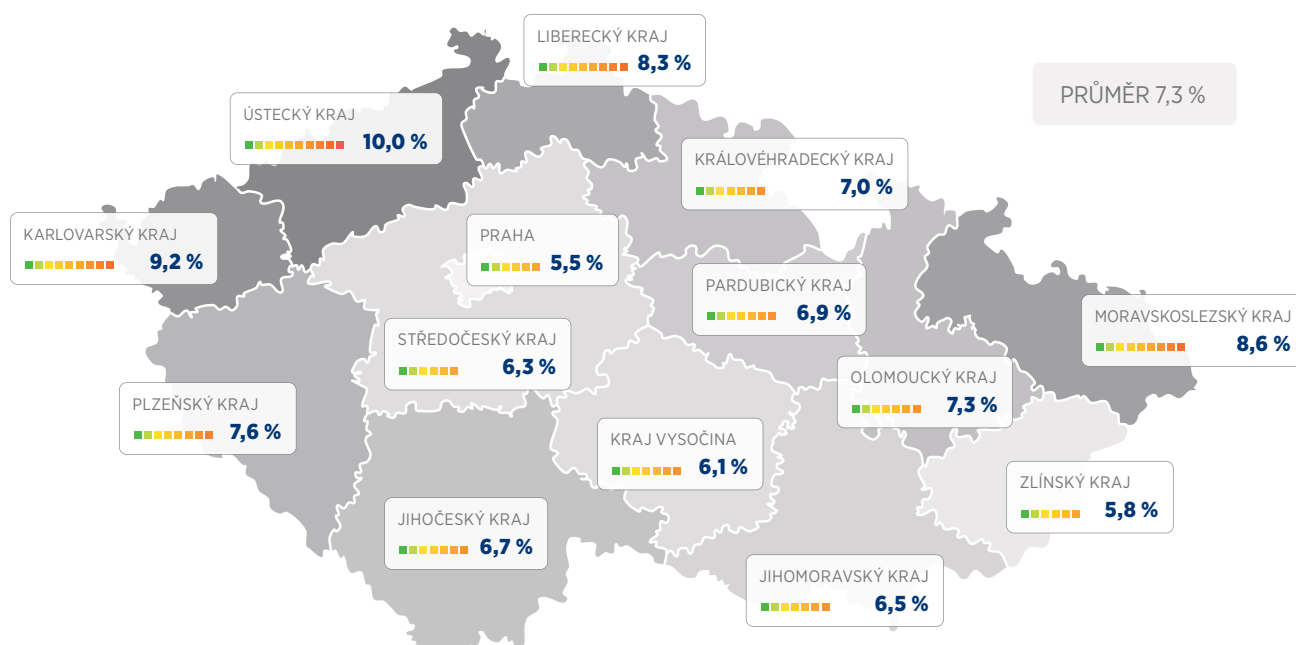 LIBERECKÝ KRAJ
8,3 %
PRŮMĚR 7,3 %
ÚSTECKÝ KRAJ
10,0 %
KRÁLOVÉHRADECKÝ KRAJ
7,0 %
KARLOVARSKÝ KRAJ
9,2 %
PRAHA
5,5 %
PARDUBICKÝ KRAJ
6,9 %
MORAVSKOSLEZSKÝ KRAJ
8,6 %
STŘEDOČESKÝ KRAJ
6,3 %
OLOMOUCKÝ KRAJ
7,3 %
PLZEŇSKÝ KRAJ
7,6 %
KRAJ VYSOČINA
6,1 %
ZLÍNSKÝ KRAJ
5,8 %
JIHOČESKÝ KRAJ
6,7 %
JIHOMORAVSKÝ KRAJ
6,5 %